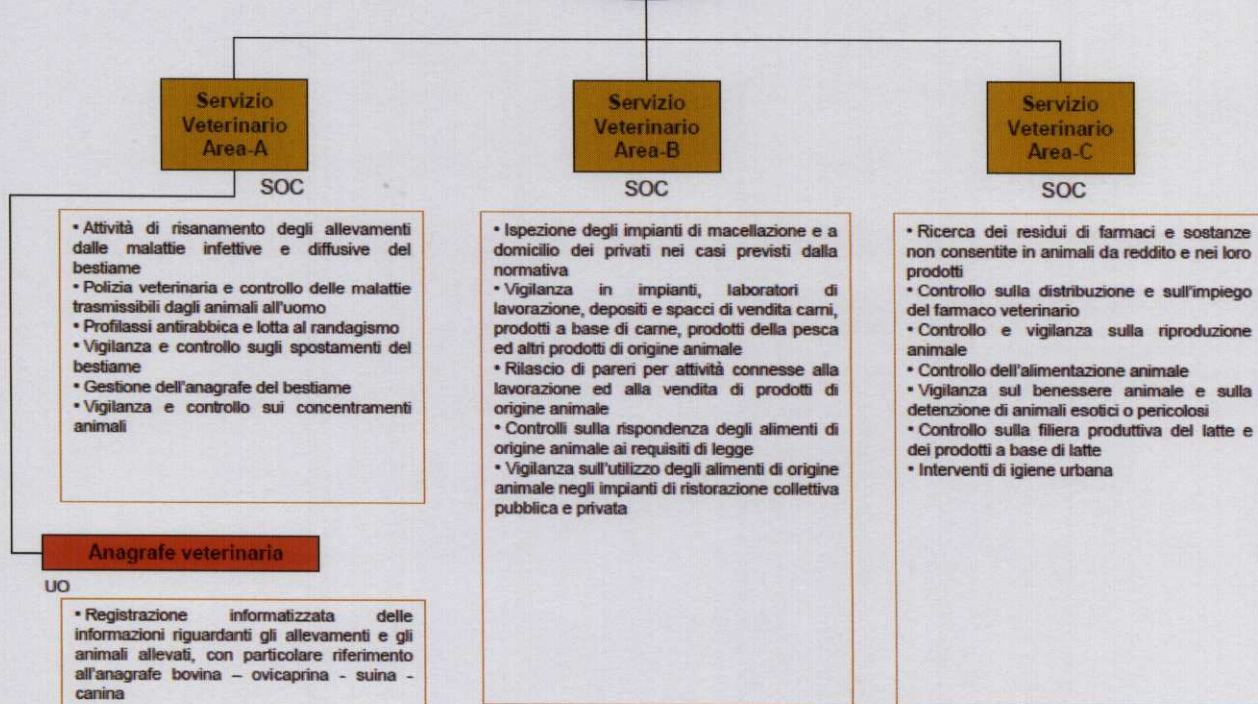 Servizio
Veterinario
Area-A
SOC
• Attività di risanamento degli allevamenti
dalle malattie infettive e diffusive del
bestiame
• Polizia veterinaria e controllo delle malattie
trasmissibili dagli animali all'uomo
• Profilassi antirabbica e lotta al randagismo
• Vigilanza e controllo sugli spostamenti del
bestiame
• Gestione dell'anagrafe del bestiame
• Vigilanza e controllo sui concentramenti
animali
Anagrafe veterinaria
UO
• Registrazione informatizzata delle
informazioni riguardanti gli allevamenti e gli
animali allevati, con particolare riferimento
all'anagrafe bovina – ovicaprina - suina -
canina
Servizio
Veterinario
Area-B
SOC
• Ispezione degli impianti di macellazione e a
domicilio dei privati nei casi previsti dalla
normativa
• Vigilanza in impianti, laboratori di
lavorazione, depositi e spacci di vendita carni,
prodotti a base di carne, prodotti della pesca
ed altri prodotti di origine animale
• Rilascio di pareri per attività connesse alla
lavorazione ed alla vendita di prodotti di
origine animale
• Controlli sulla rispondenza degli alimenti di
origine animale ai requisiti di legge
• Vigilanza sull'utilizzo degli alimenti di origine
animale negli impianti di ristorazione collettiva
pubblica e privata
Servizio
Veterinario
Area-C
SOC
• Ricerca dei residui di farmaci e sostanze
non consentite in animali da reddito e nei loro
prodotti
• Controllo sulla distribuzione e sull'impiego
del farmaco veterinario
• Controllo e vigilanza sulla riproduzione
animale
• Controllo dell'alimentazione animale
• Vigilanza sul benessere animale e sulla
detenzione di animali esotici o pericolosi
• Controllo sulla filiera produttiva del latte e
dei prodotti a base di latte
• Interventi di igiene urbana